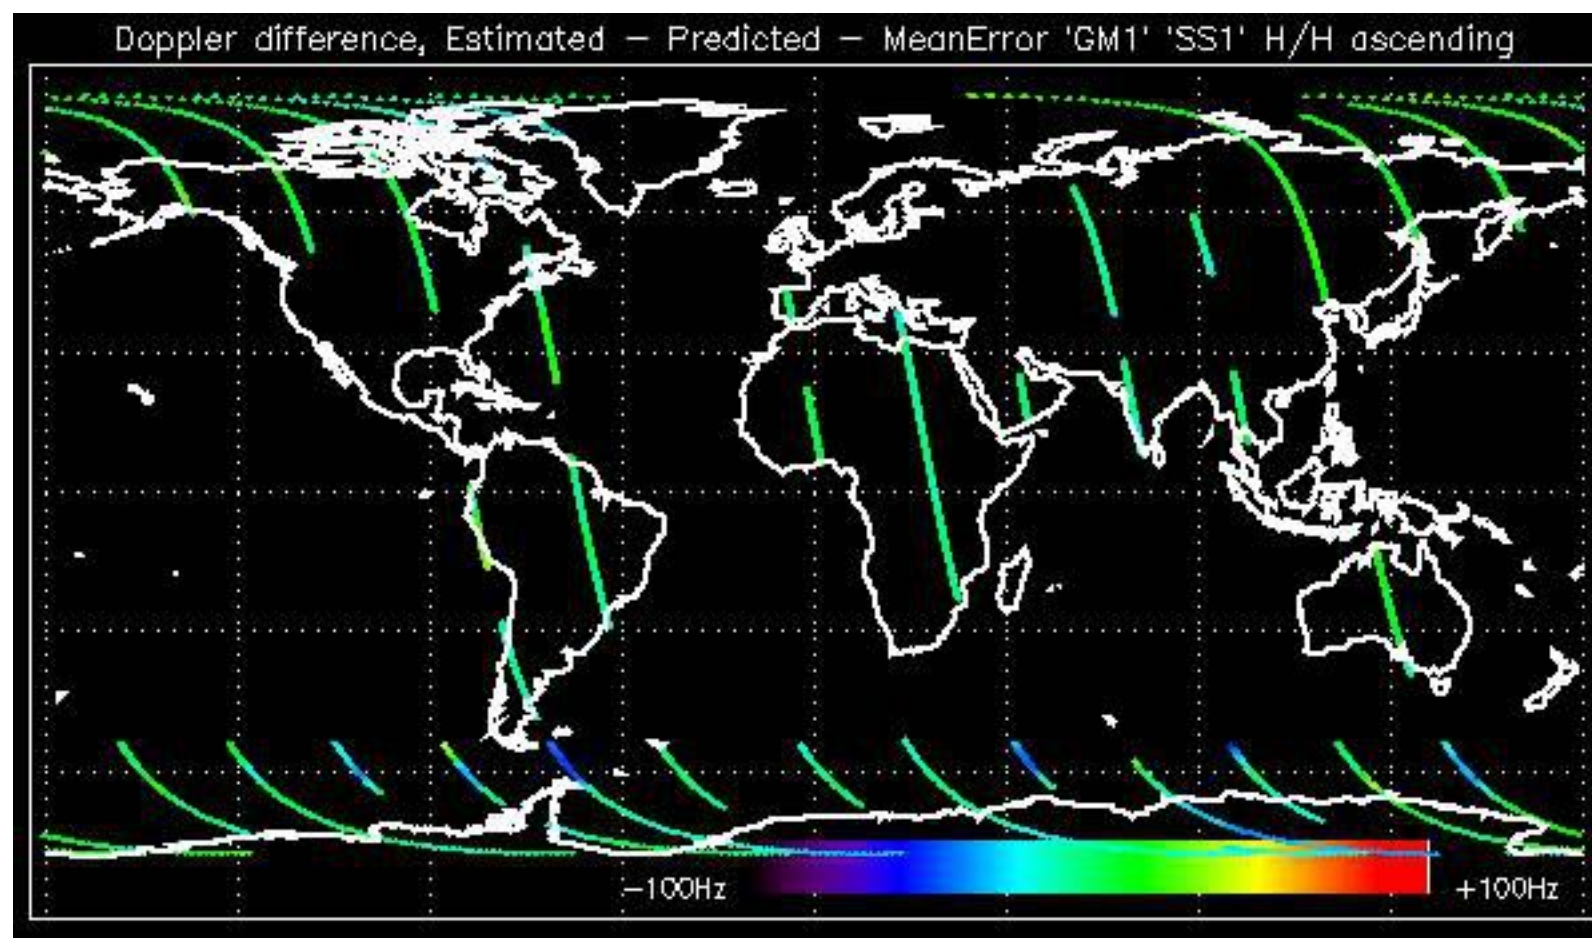 Doppler difference, Estimated – Predicted – MeanError 'GM1' 'SS1' H/H ascending
-100Hz
+100Hz